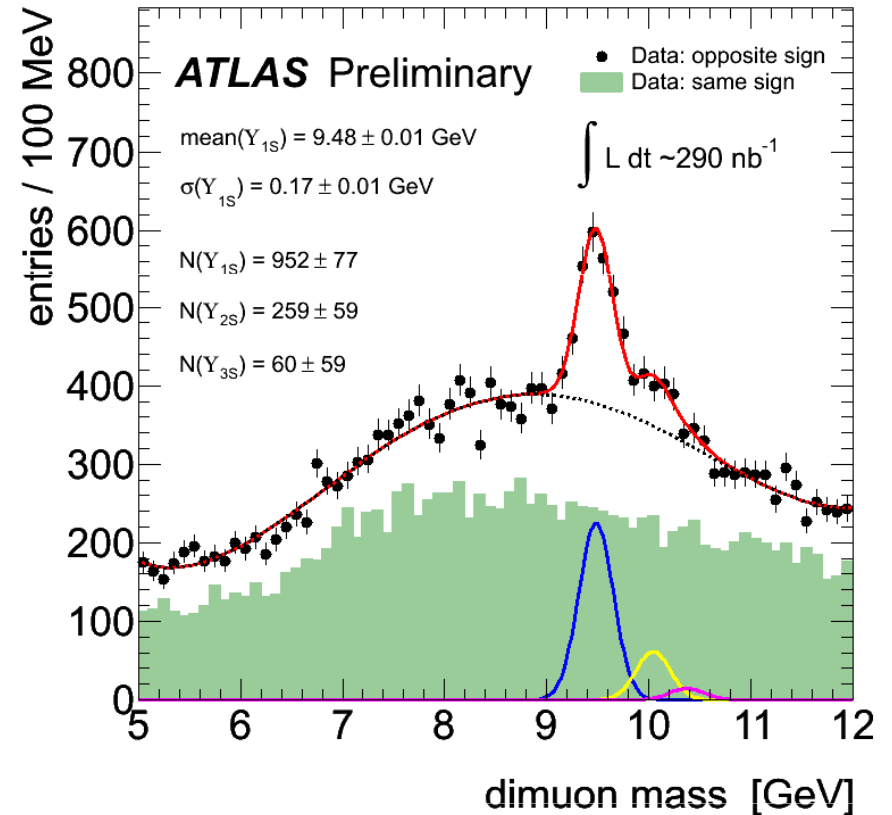 ATLAS Preliminary
Data: opposite sign
Data: same sign
mean(Υ1S) = 9.48 ± 0.01 GeV
σ(Υ1S) = 0.17 ± 0.01 GeV
∫ L dt ~290 nb⁻¹
N(Υ1S) = 952 ± 77
N(Υ2S) = 259 ± 59
N(Υ3S) = 60 ± 59
entries / 100 MeV
800
700
600
500
400
300
200
100
0
5 6 7 8 9 10 11 12
dimuon mass [GeV]